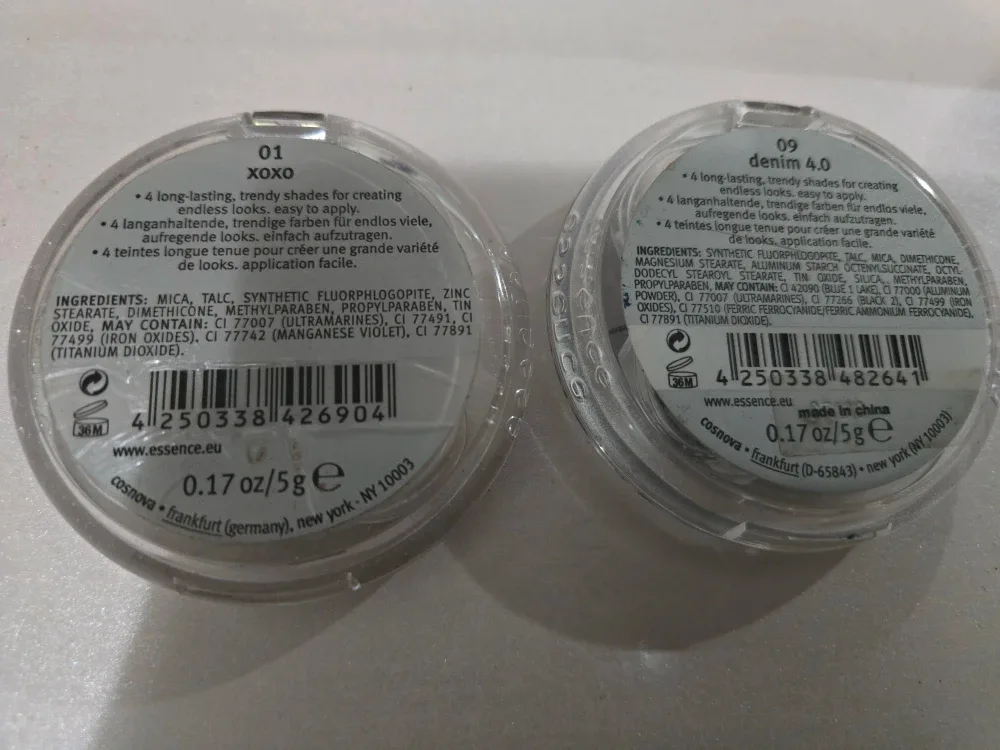 01
xoxo
• 4 long-lasting, trendy shades for creating
endless looks. easy to apply.
• 4 langanhaltende, trendige farben für endlos viele,
aufregende looks. einfach aufzutragen.
• 4 teintes longue tenue pour créer une grande variété
de looks. application facile.
INGREDIENTS: MICA, TALC, SYNTHETIC FLUORPHLOGOPITE, ZINC
STEARATE, DIMETHICONE, METHYLPARABEN, PROPYLPARABEN, TIN
OXIDE, MAY CONTAIN: CI 77007 (ULTRAMARINES), CI 77491, CI
77499 (IRON OXIDES), CI 77742 (MANGANESE VIOLET), CI 77891
(TITANIUM DIOXIDE).
36M
4 250338 426904
www.essence.eu
0.17 oz/5g e
cosnova • frankfurt (germany), new york · NY 10003
09
denim 4.0
• 4 long-lasting, trendy shades for creating
endless looks. easy to apply.
• 4 langanhaltende, trendige farben für endlos viele,
aufregende looks. einfach aufzutragen.
• 4 teintes longue tenue pour créer une grande variété
de looks. application facile.
INGREDIENTS: SYNTHETIC FLUORPHLOGOPITE, TALC, MICA, DIMETHICONE,
MAGNESIUM STEARATE, ALUMINUM STARCH OCTENYLSUCCINATE, OCTYL-
DODECYL STEAROYL STEARATE, TIN OXIDE, SILICA, METHYLPARABEN,
PROPYLPARABEN, MAY CONTAIN: CI 42090 (BLUE 1 LAKE), CI 77000 (ALUMINUM
POWDER), CI 77007 (ULTRAMARINES), CI 77266 (BLACK 2), CI 77499 (IRON
OXIDES), CI 77510 (FERRIC FERROCYANIDE/FERRIC AMMONIUM FERROCYANIDE),
CI 77891 (TITANIUM DIOXIDE).
36M
4 250338 482641
www.essence.eu
made in china
0.17 oz/5g e
cosnova • frankfurt (D-65843) • new york (NY 10003)
essence